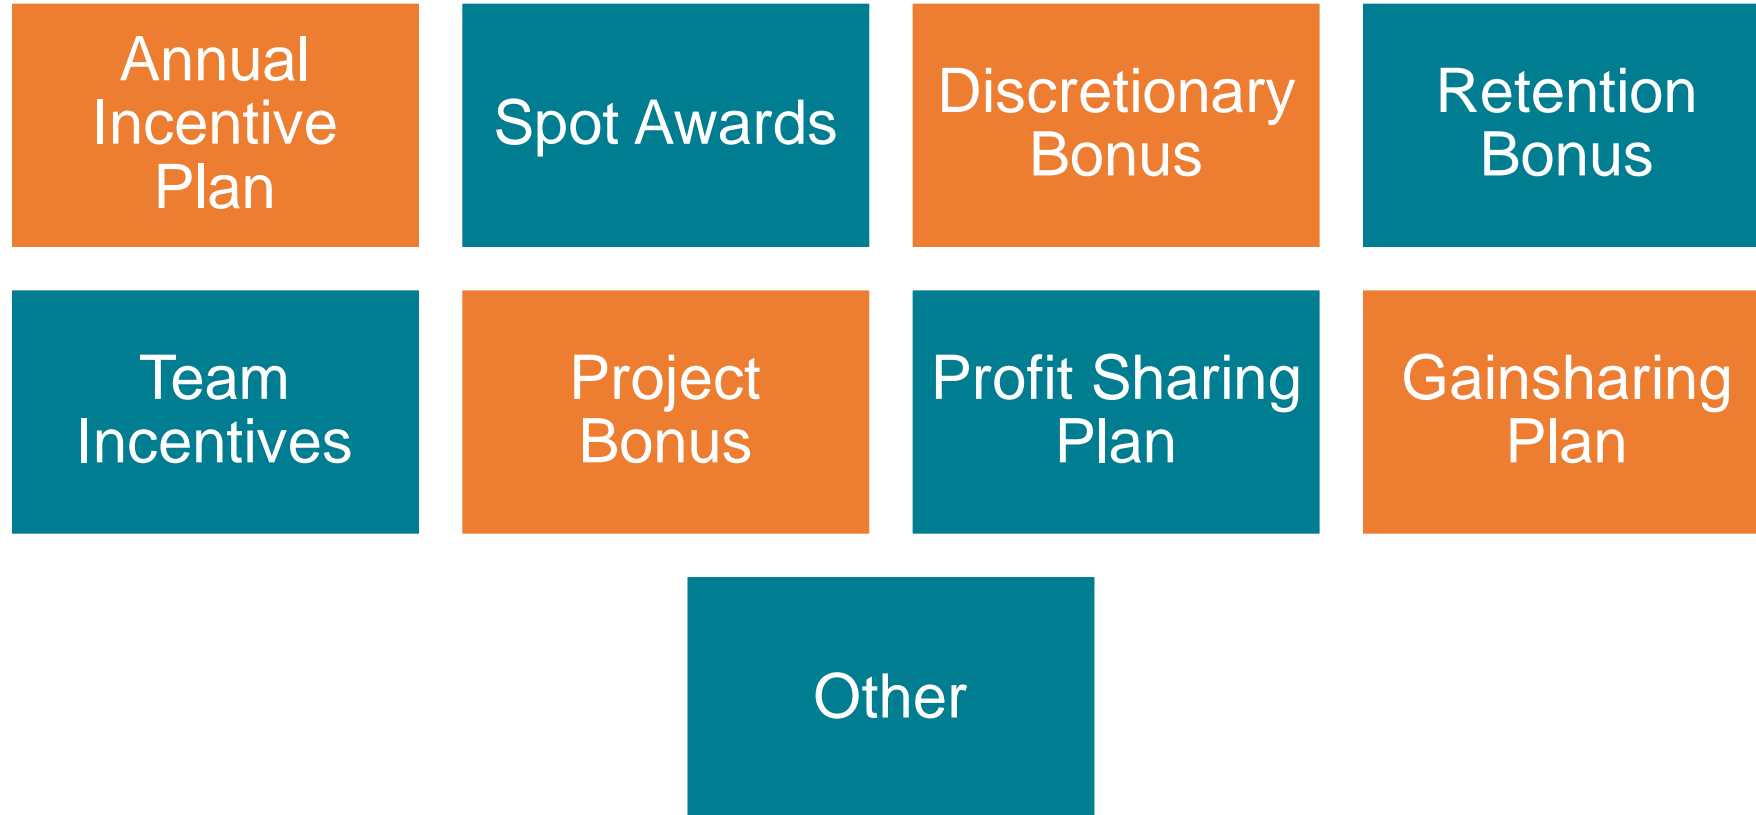 Annual
Incentive
Plan
Spot Awards
Discretionary
Bonus
Retention
Bonus
Team
Incentives
Project
Bonus
Profit Sharing
Plan
Gainsharing
Plan
Other